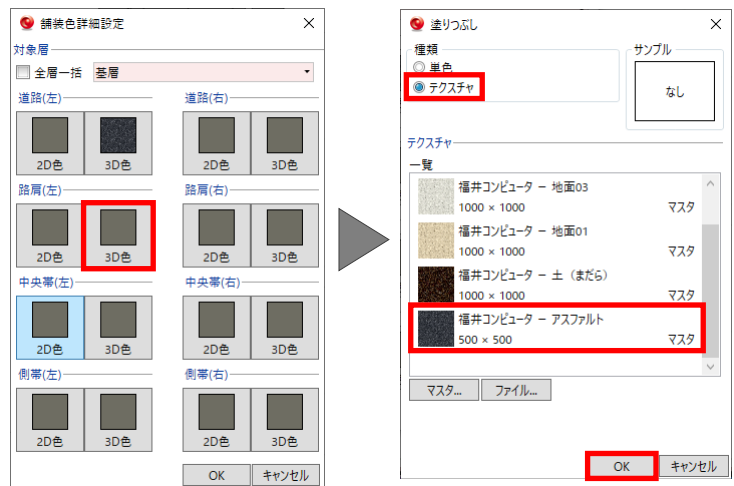 舗装色詳細設定
対象層
全層一括 基層
道路(左) 道路(右)
2D色 3D色 2D色 3D色
路肩(左) 路肩(右)
2D色 3D色 2D色 3D色
中央帯(左) 中央帯(右)
2D色 3D色 2D色 3D色
側帯(左) 側帯(右)
2D色 3D色 2D色 3D色
OK キャンセル
塗りつぶし
種類 サンプル
単色
テクスチャ
なし
テクスチャ
一覧
福井コンピュータ － 地面03
1000 × 1000 マスタ
福井コンピュータ － 地面01
1000 × 1000 マスタ
福井コンピュータ － 土（まだら）
1000 × 1000 マスタ
福井コンピュータ － アスファルト
500 × 500 マスタ
マスタ... ファイル...
OK キャンセル